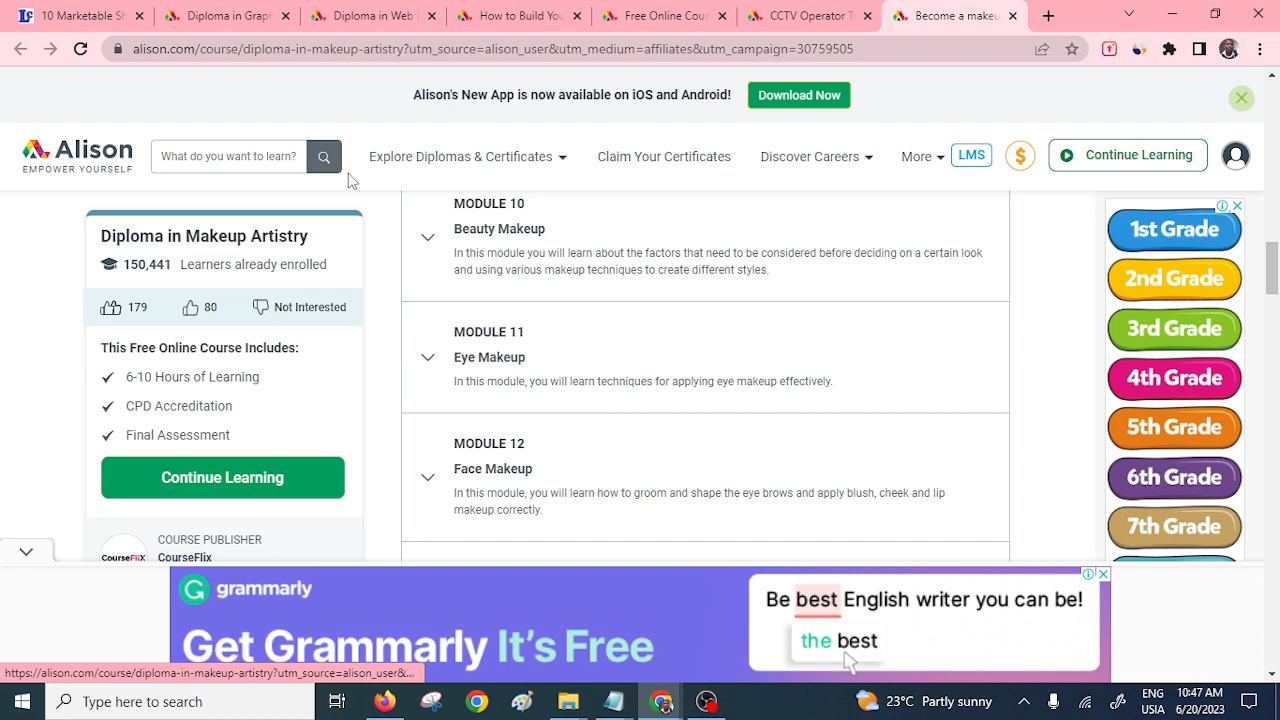 10 Marketable Sk
Diploma in Graph
Diploma in Web
How to Build You
Free Online Cour
CCTV Operator Tr
Become a makeu
alison.com/course/diploma-in-makeup-artistry?utm_source=alison_user&utm_medium=affiliates&utm_campaign=30759505
Alison's New App is now available on iOS and Android!
Download Now
Alison
EMPOWER YOURSELF
What do you want to learn?
Explore Diplomas & Certificates
Claim Your Certificates
Discover Careers
More
LMS
Continue Learning
Diploma in Makeup Artistry
150,441 Learners already enrolled
179
80
Not Interested
This Free Online Course Includes:
6-10 Hours of Learning
CPD Accreditation
Final Assessment
Continue Learning
COURSE PUBLISHER
CourseFliX
CourseFlix
MODULE 10
Beauty Makeup
In this module you will learn about the factors that need to be considered before deciding on a certain look
and using various makeup techniques to create different styles.
MODULE 11
Eye Makeup
In this module, you will learn techniques for applying eye makeup effectively.
MODULE 12
Face Makeup
In this module, you will learn how to groom and shape the eye brows and apply blush, cheek and lip
makeup correctly.
1st Grade
2nd Grade
3rd Grade
4th Grade
5th Grade
6th Grade
7th Grade
grammarly
Get Grammarly It's Free
Be best English writer you can be!
the best
https://alison.com/course/diploma-in-makeup-artistry?utm_source=alison_user&...
Type here to search
23°C Partly sunny
ENG
USIA
10:47 AM
6/20/2023